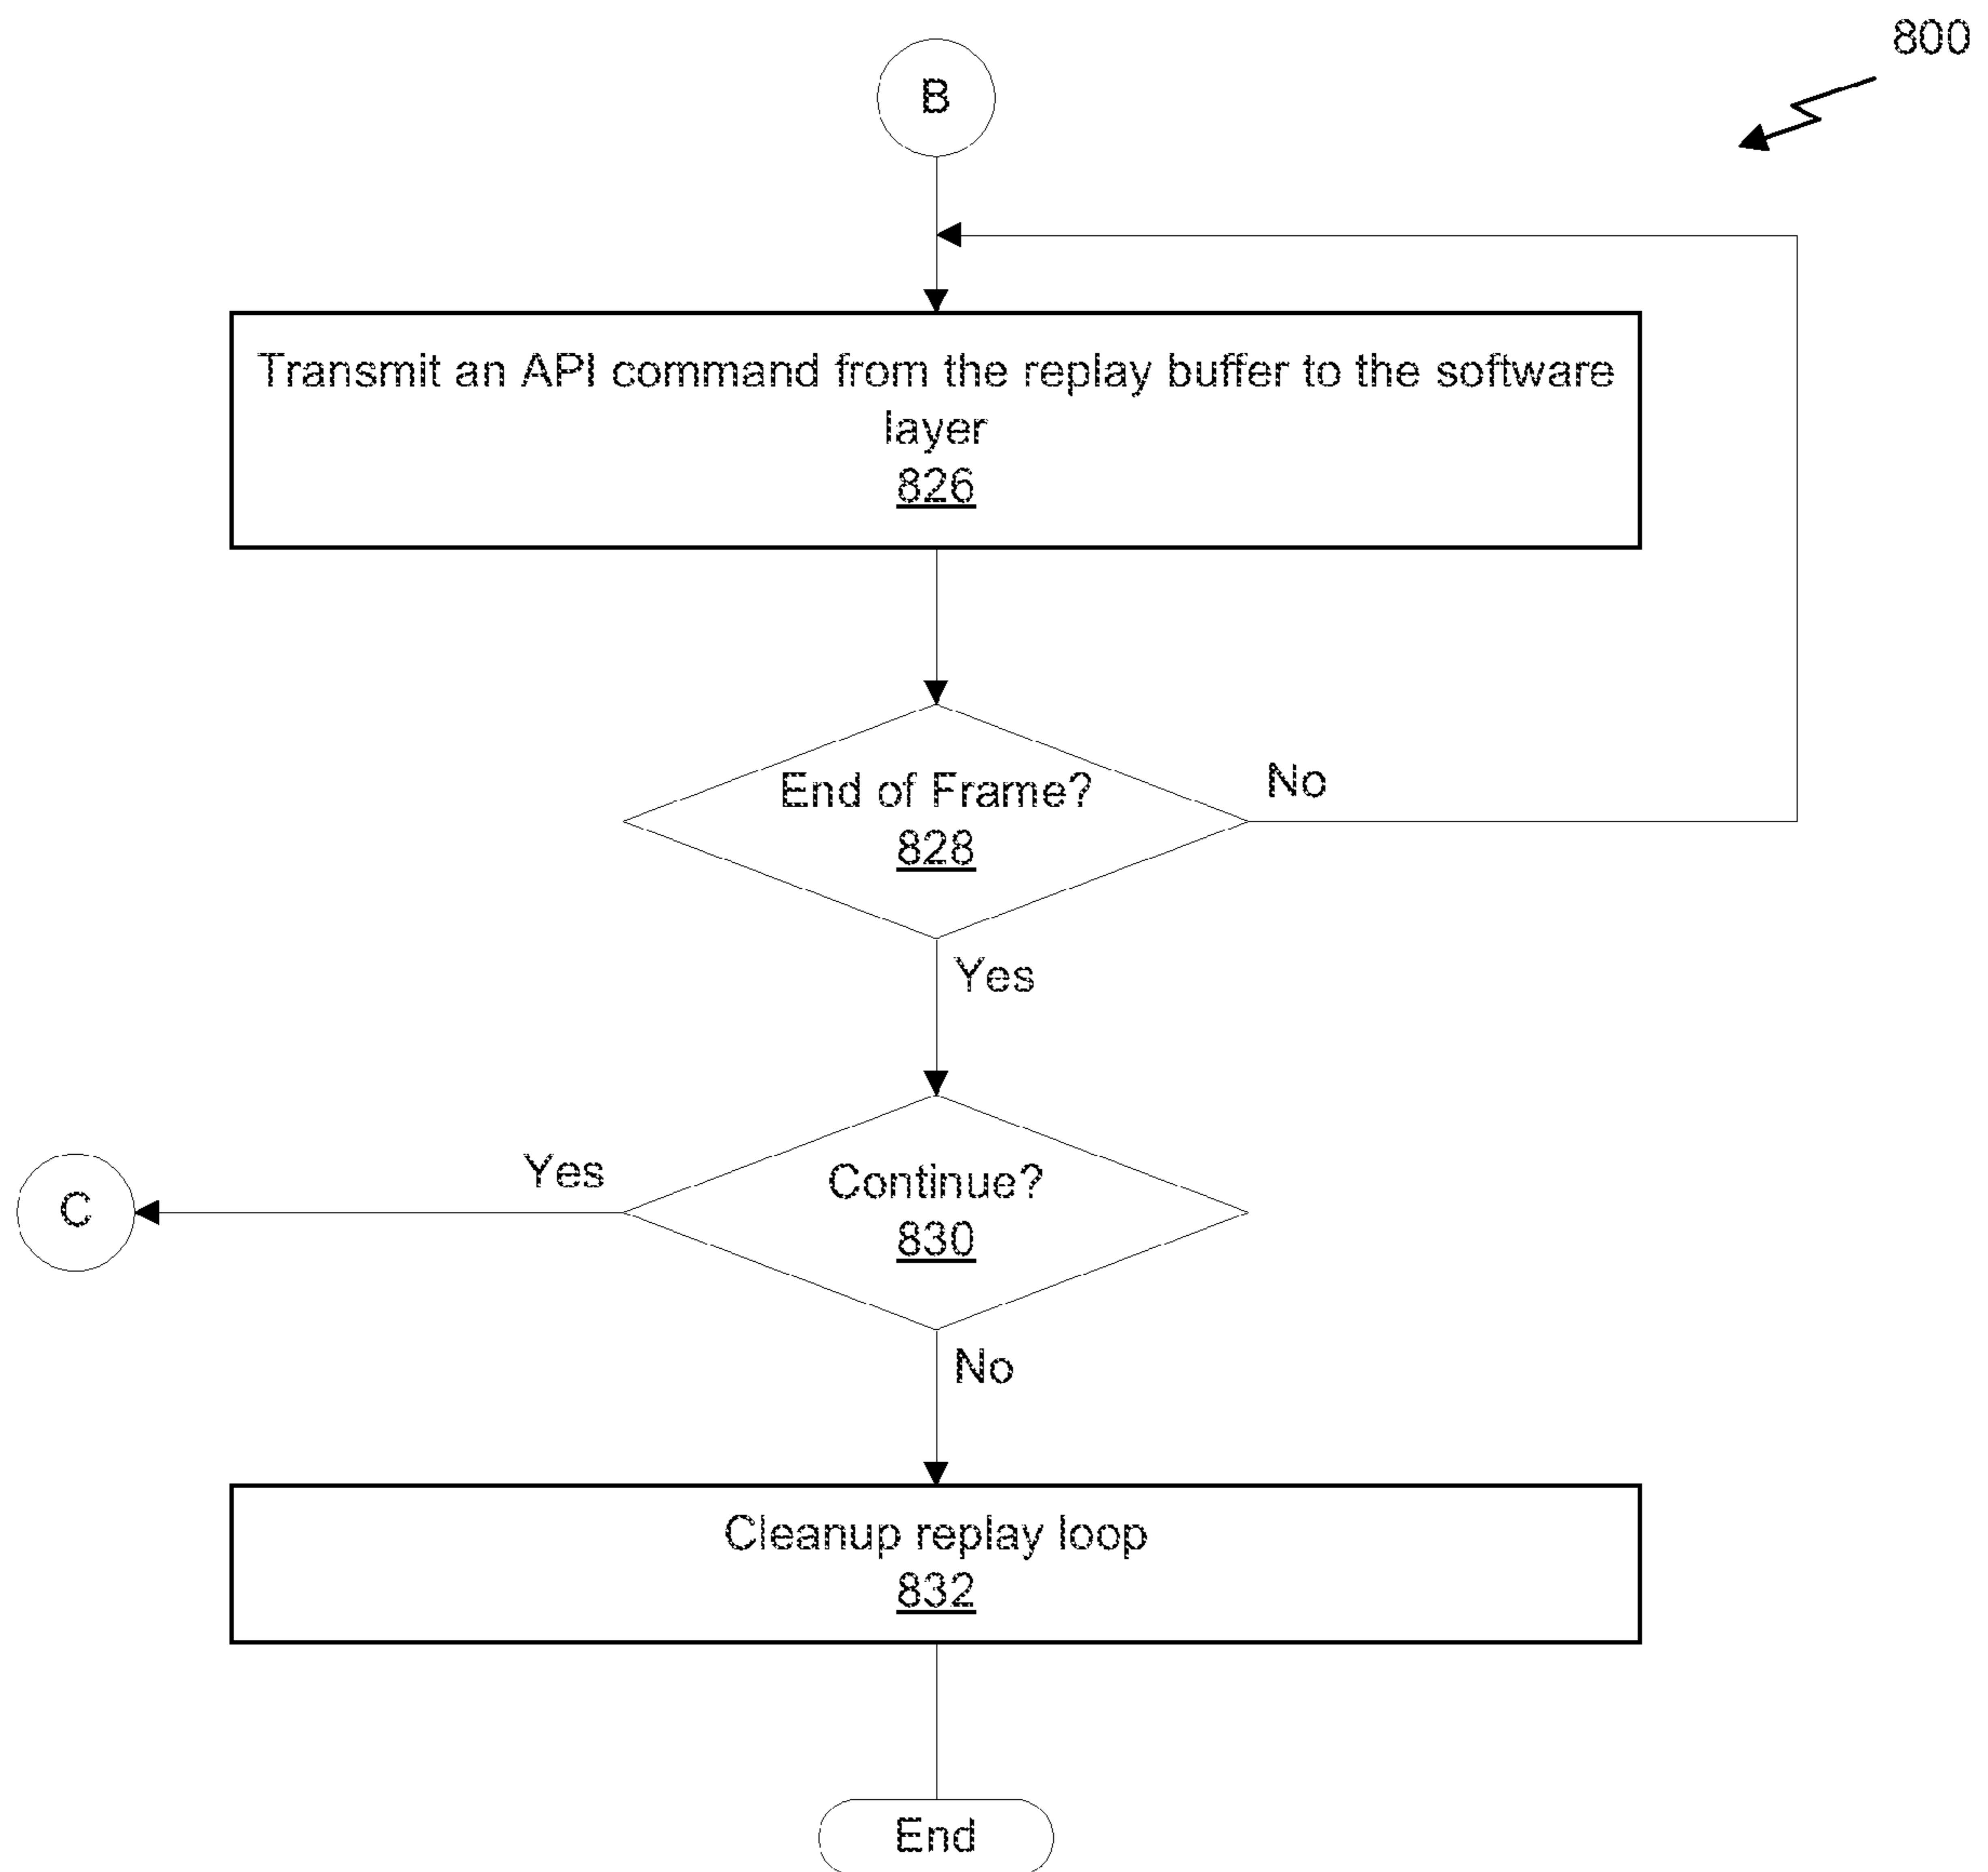 800
B
Transmit an API command from the replay buffer to the software
layer
826
End of Frame?
828
No
Yes
Continue?
830
Yes
C
No
Cleanup replay loop
832
End